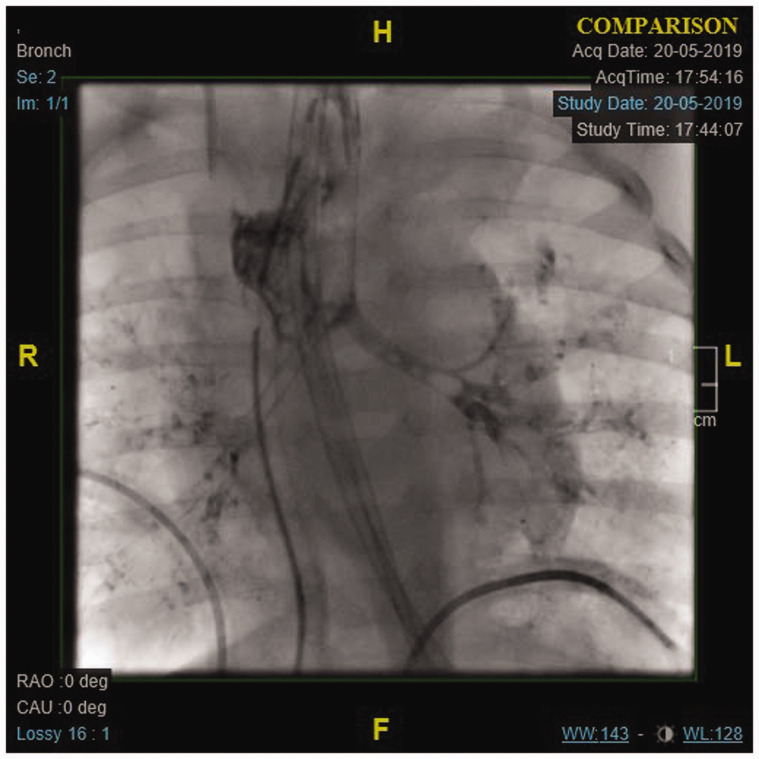 '
H
COMPARISON
Bronch
Acq Date: 20-05-2019
Se: 2
AcqTime: 17:54:16
Im: 1/1
Study Date: 20-05-2019
Study Time: 17:44:07
R
L
cm
RAO :0 deg
CAU :0 deg
Lossy 16 : 1
F
WW:143 - WL:128